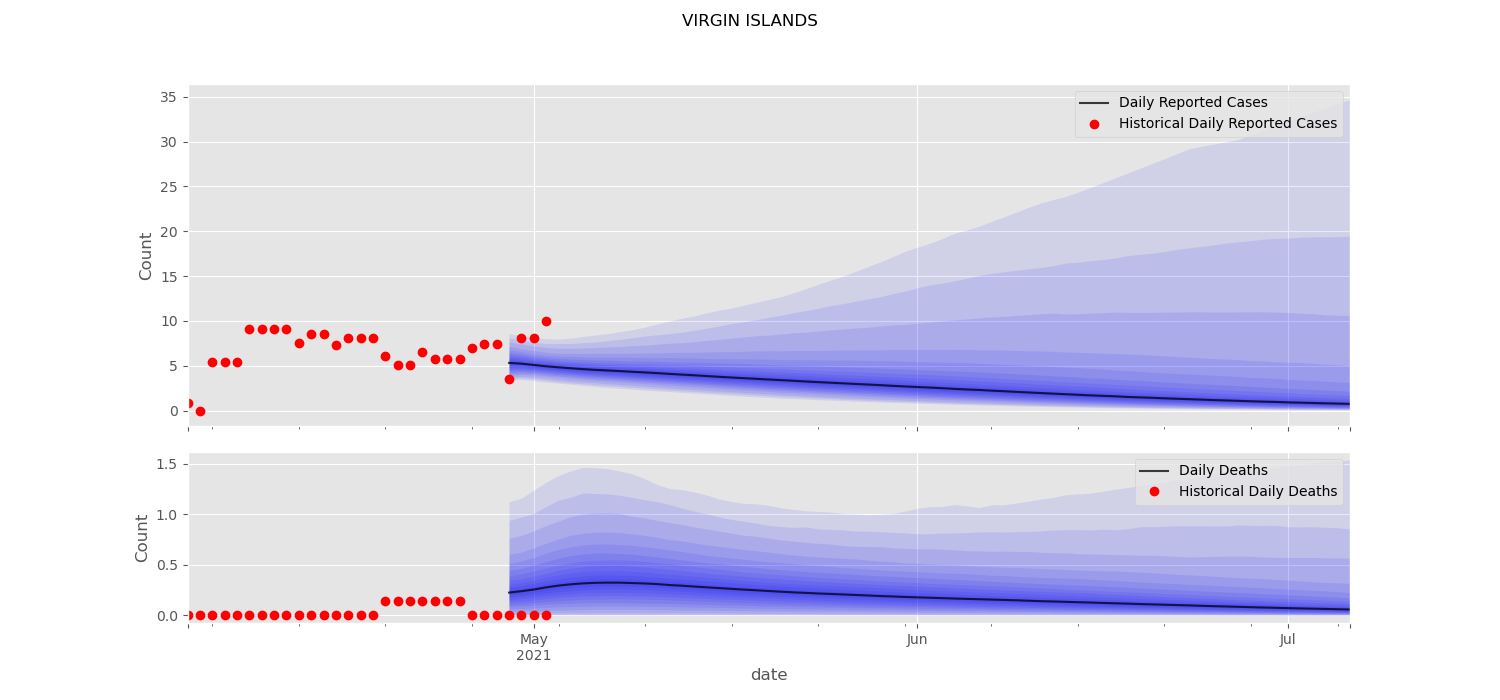 VIRGIN ISLANDS
35
30
25
20
15
10
5
0
Count
Daily Reported Cases
Historical Daily Reported Cases
1.5
1.0
0.5
0.0
Count
Daily Deaths
Historical Daily Deaths
May
2021
Jun
Jul
date